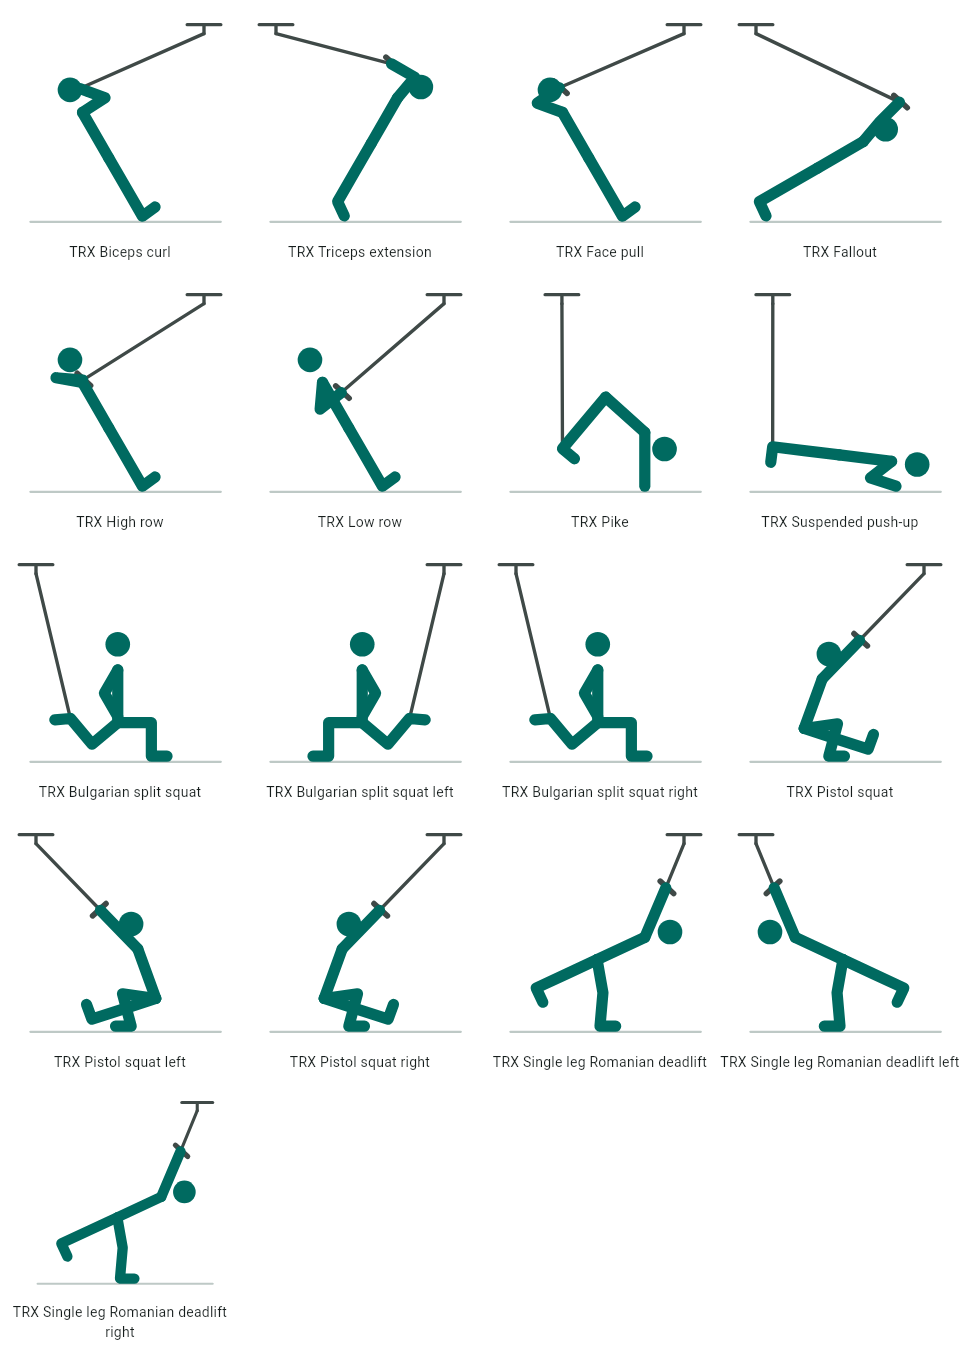 TRX Biceps curl
TRX Triceps extension
TRX Face pull
TRX Fallout
TRX High row
TRX Low row
TRX Pike
TRX Suspended push-up
TRX Bulgarian split squat
TRX Bulgarian split squat left
TRX Bulgarian split squat right
TRX Pistol squat
TRX Pistol squat left
TRX Pistol squat right
TRX Single leg Romanian deadlift
TRX Single leg Romanian deadlift left
TRX Single leg Romanian deadlift
right